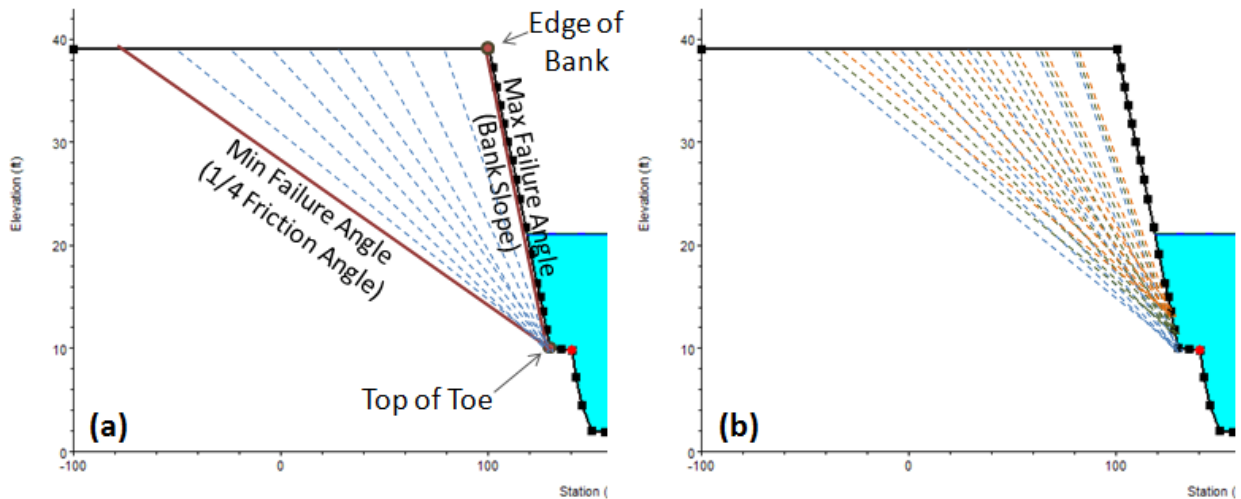 Edge of
Bank
Max Failure Angle
(Bank Slope)
Min Failure Angle
(1/4 Friction Angle)
Top of Toe
(a)
Elevation (ft)
40
30
20
10
0
-100
0
100
Station (
(b)
Elevation (ft)
40
30
20
10
0
-100
0
100
Station (